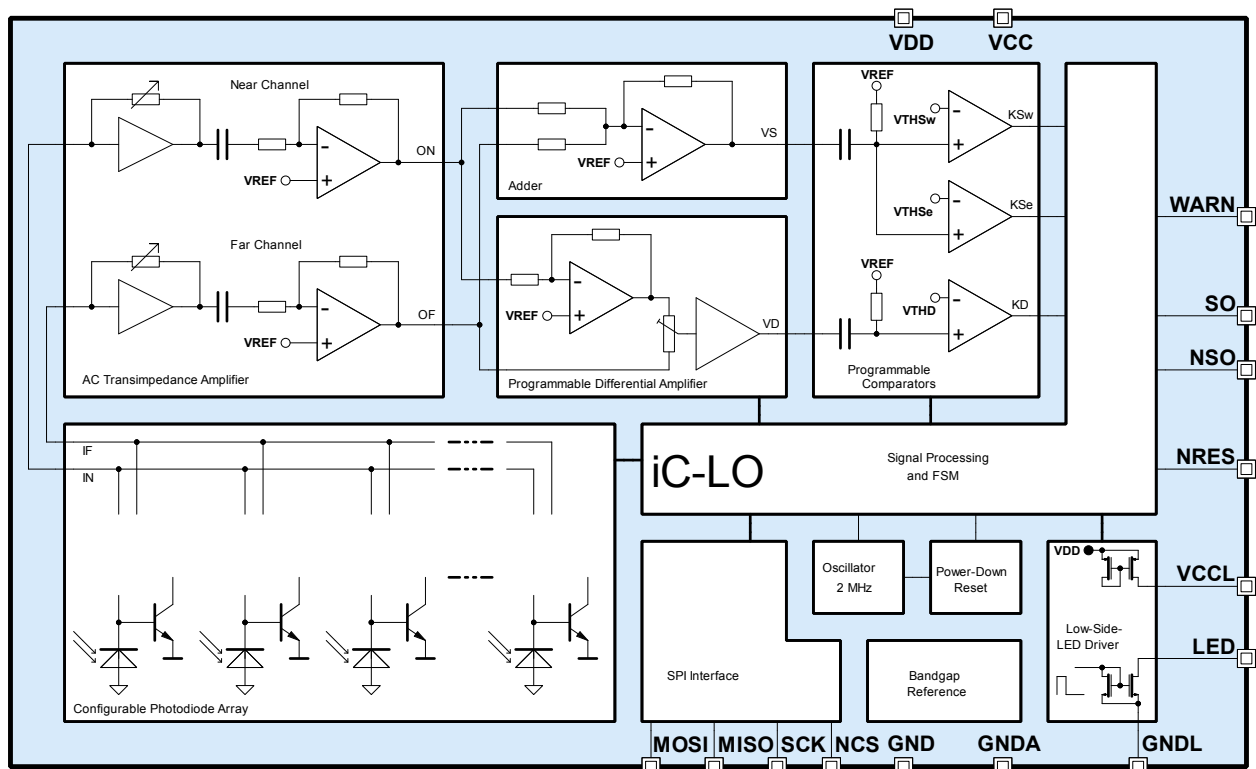 VDD
VCC
Near Channel
VREF
ON
Far Channel
VREF
OF
AC Transimpedance Amplifier
VREF
VS
Adder
VREF
VD
Programmable Differential Amplifier
VREF
VTHSw
KSw
VTHSe
KSe
VREF
VTHD
KD
Programmable
Comparators
WARN
SO
NSO
NRES
VCCL
LED
IF
IN
Configurable Photodiode Array
iC-LO
Signal Processing
and FSM
SPI Interface
Oscillator
2 MHz
Power-Down
Reset
Bandgap
Reference
VDD
Low-Side-
LED Driver
MOSI
MISO
SCK
NCS
GND
GNDA
GNDL